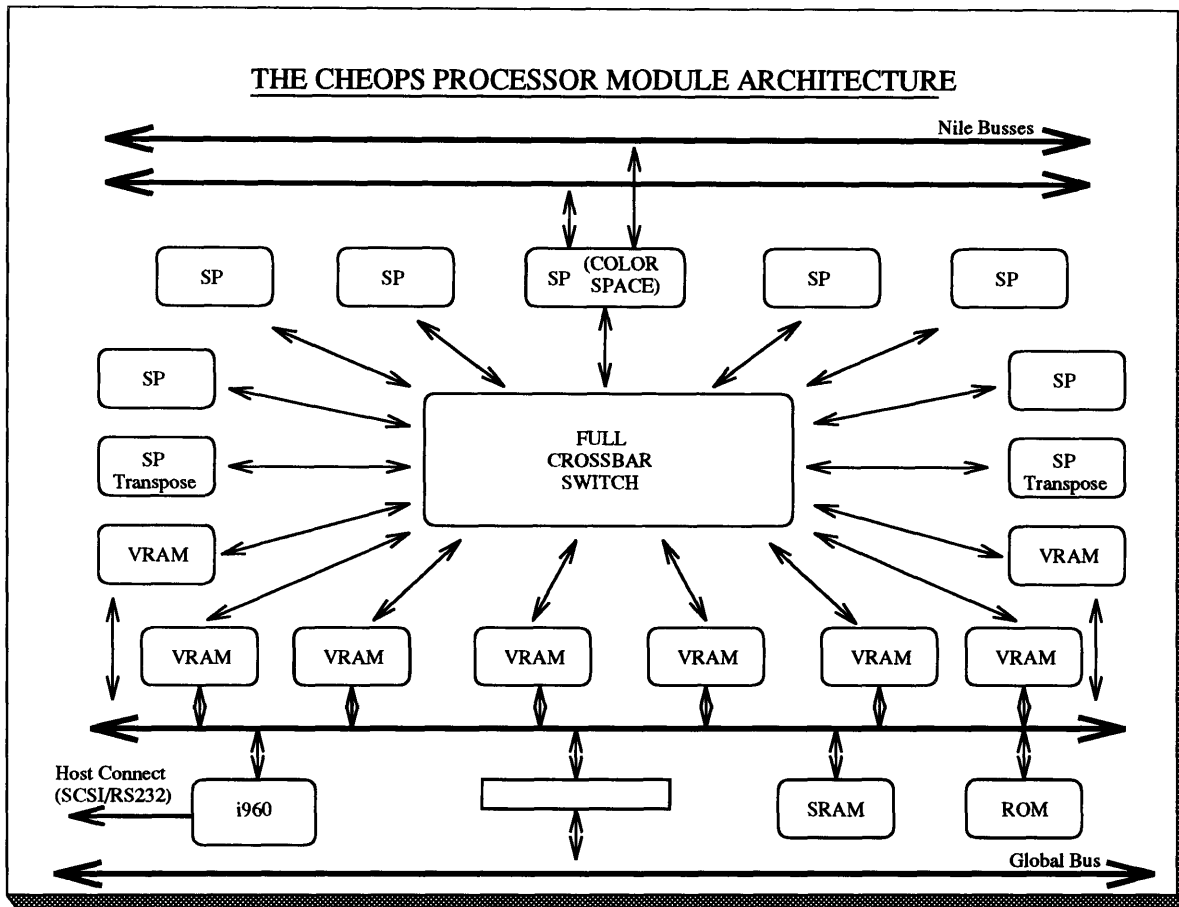 THE CHEOPS PROCESSOR MODULE ARCHITECTURE
Nile Busses
SP
SP
SP (COLOR
SPACE)
SP
SP
SP
SP
FULL
CROSSBAR
SWITCH
SP
Transpose
SP
Transpose
VRAM
VRAM
VRAM
VRAM
VRAM
VRAM
VRAM
VRAM
Host Connect
(SCSI/RS232)
i960
SRAM
ROM
Global Bus